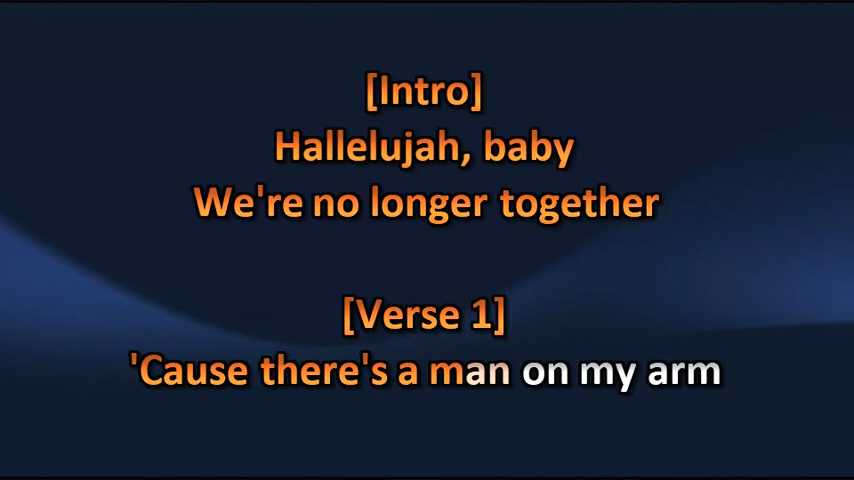 [Intro]
Hallelujah, baby
We're no longer together
[Verse 1]
'Cause there's a man on my arm